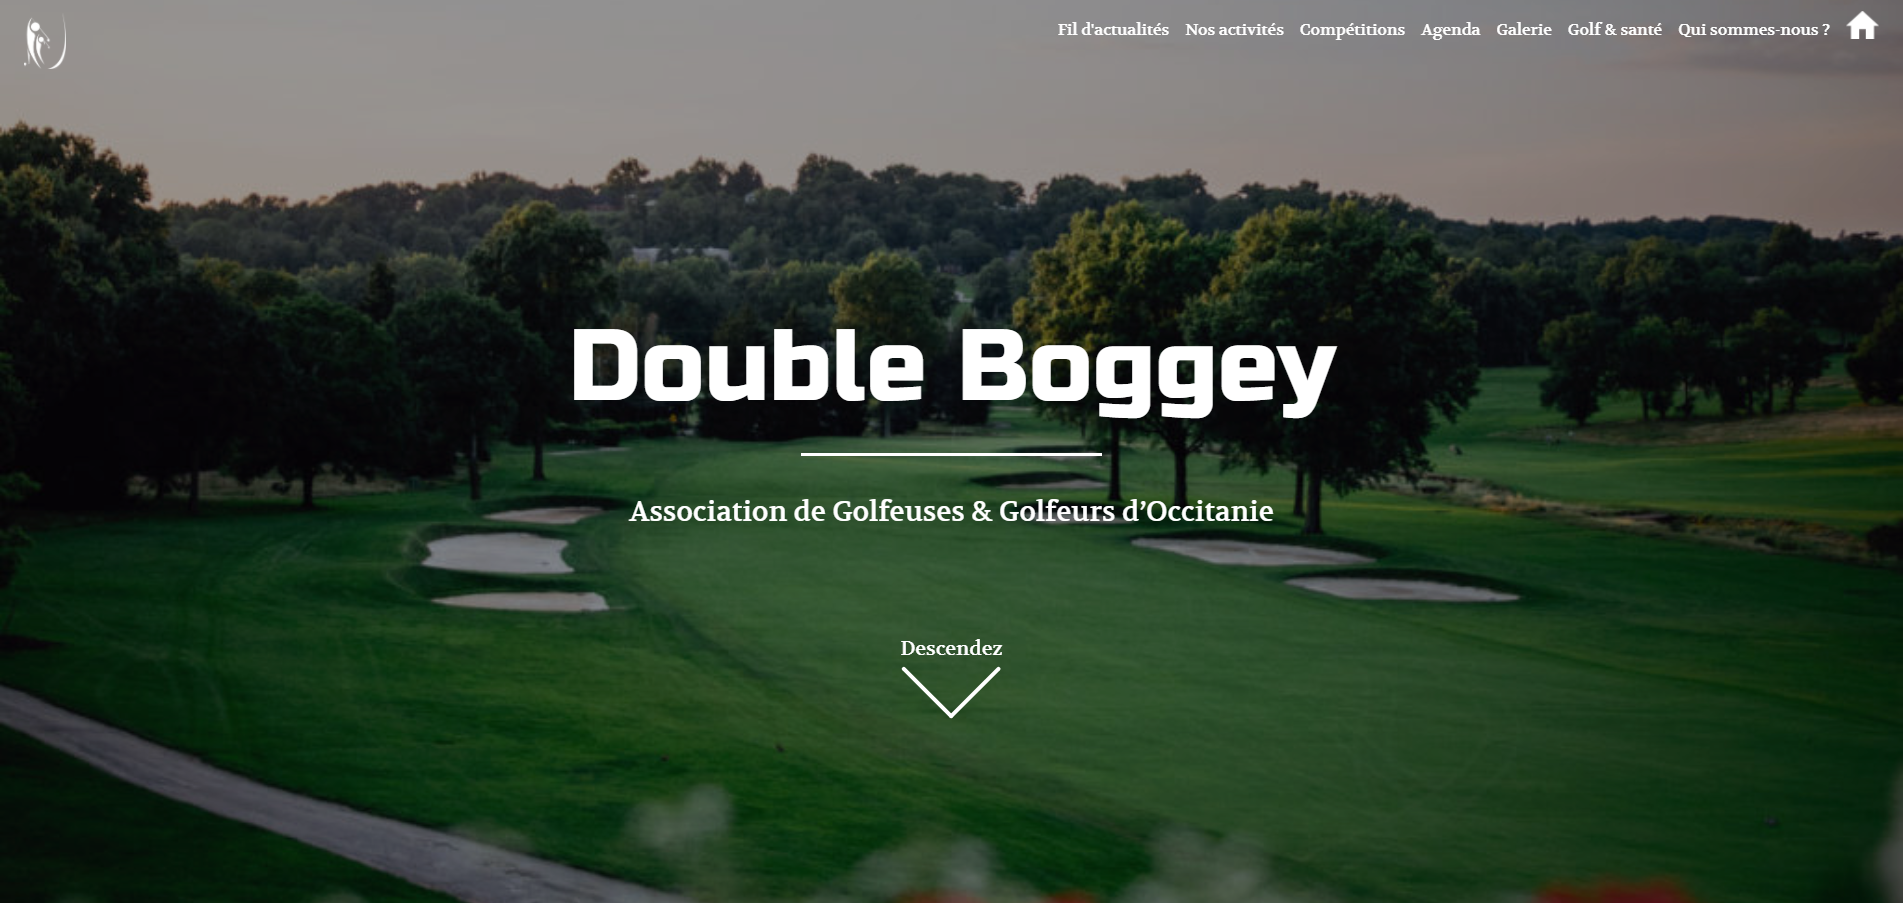 Fil d'actualités Nos activités Compétitions Agenda Galerie Golf & santé Qui sommes-nous ?
Double Boggey
Association de Golfeuses & Golfeurs d’Occitanie
Descendez